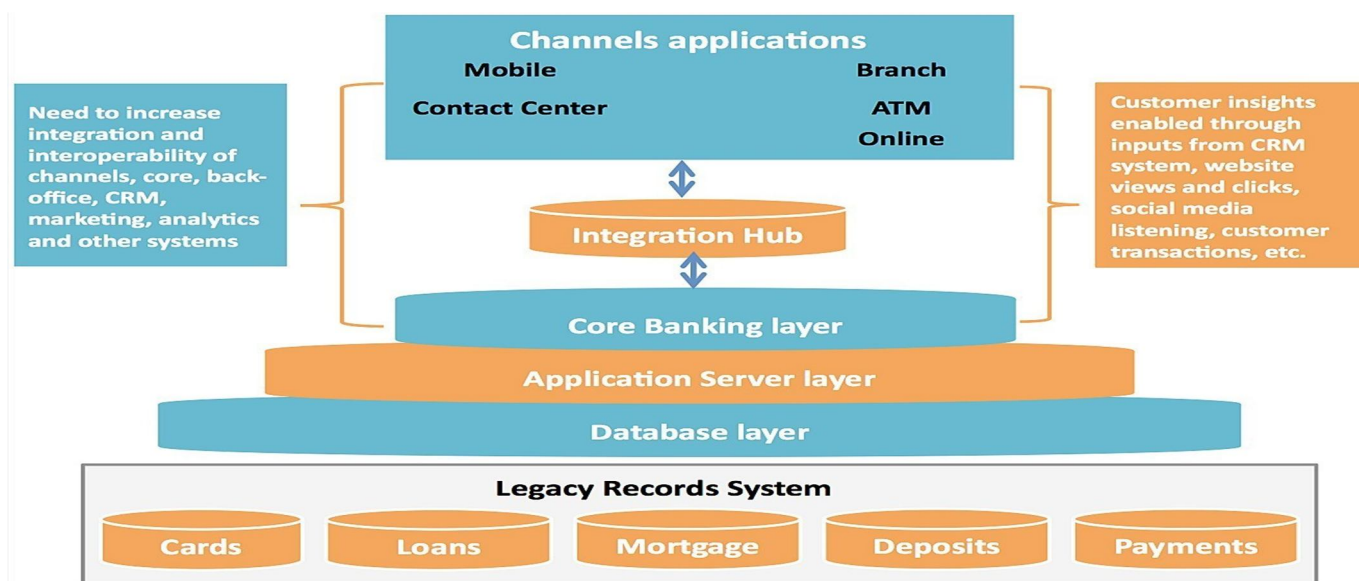 Channels applications
Mobile
Branch
Contact Center
ATM
Online
Need to increase
integration and
interoperability of
channels, core, back-
office, CRM,
marketing, analytics
and other systems
Customer insights
enabled through
inputs from CRM
system, website
views and clicks,
social media
listening, customer
transactions, etc.
Integration Hub
Core Banking layer
Application Server layer
Database layer
Legacy Records System
Cards
Loans
Mortgage
Deposits
Payments